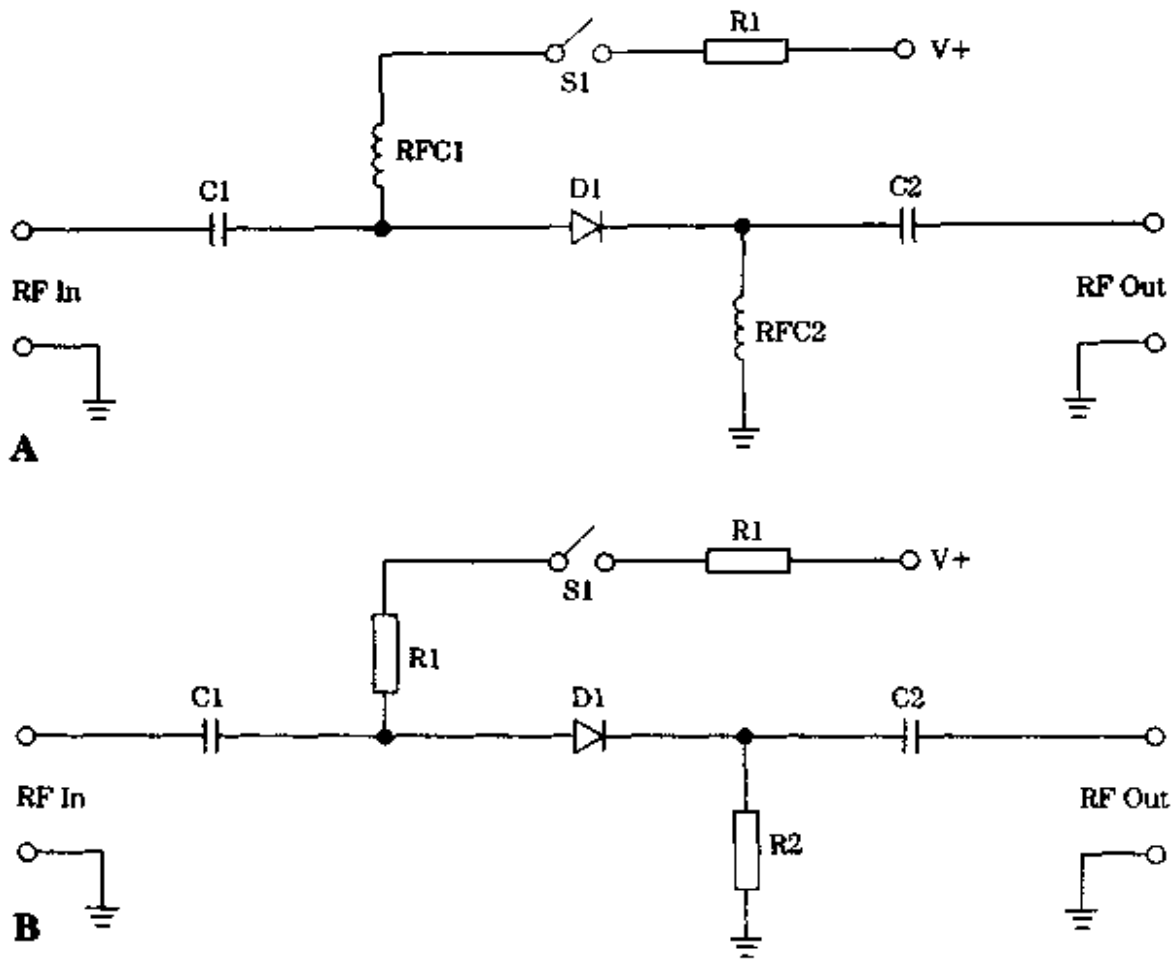 R1
V+
S1
RFC1
C1
D1
C2
RF In
RF Out
RFC2
A
R1
V+
S1
R1
C1
D1
C2
RF In
RF Out
R2
B